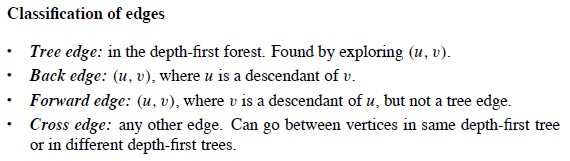 Classification of edges
• Tree edge: in the depth-first forest. Found by exploring (u, v).
• Back edge: (u, v), where u is a descendant of v.
• Forward edge: (u, v), where v is a descendant of u, but not a tree edge.
• Cross edge: any other edge. Can go between vertices in same depth-first tree
or in different depth-first trees.